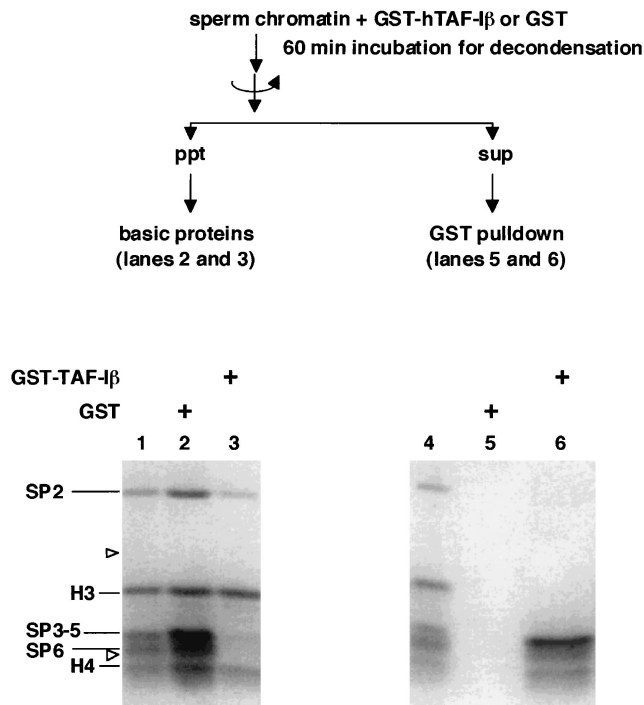 sperm chromatin + GST-hTAF-Iβ or GST
60 min incubation for decondensation
ppt sup
basic proteins GST pulldown
(lanes 2 and 3) (lanes 5 and 6)
GST-TAF-Iβ + +
GST + +
1 2 3 4 5 6
SP2
H3
SP3-5
SP6
H4